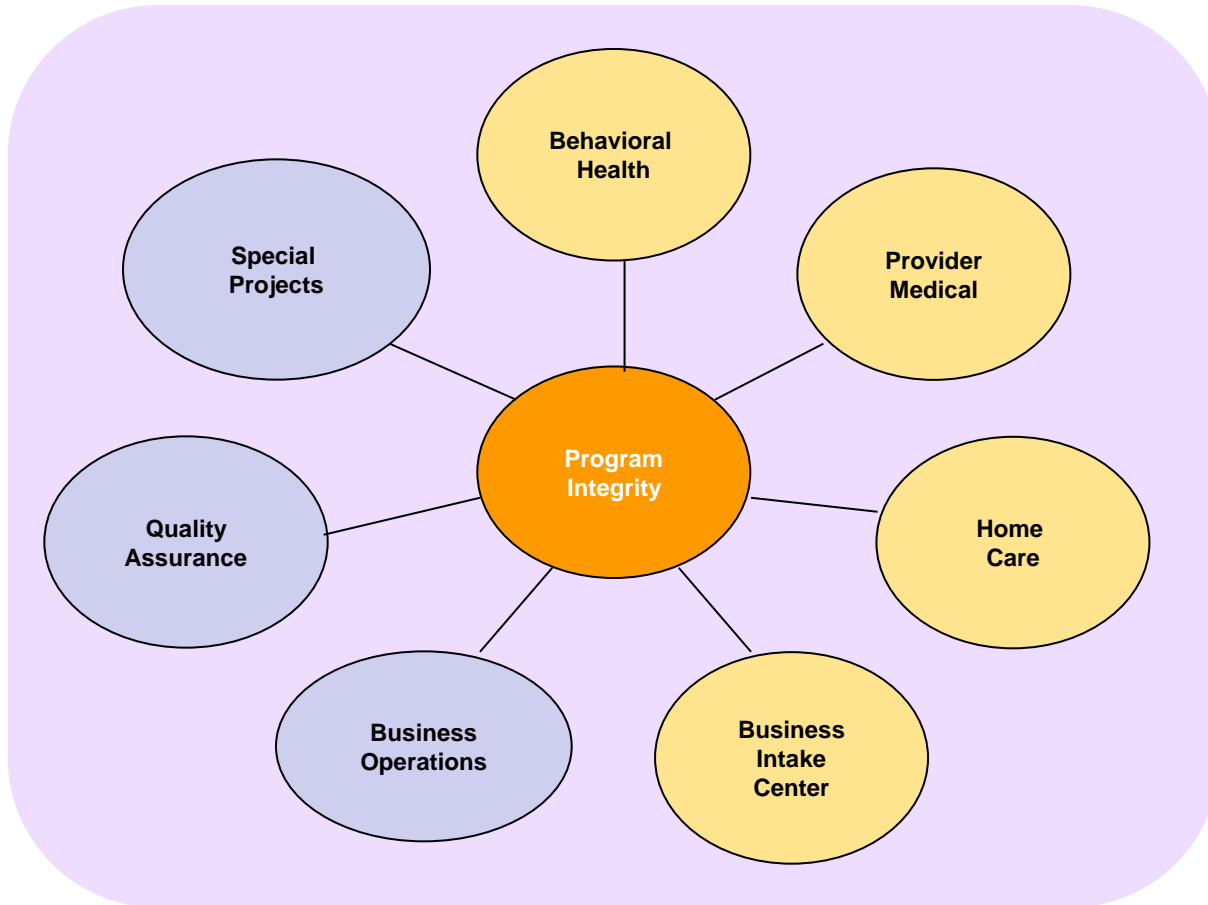 Behavioral
Health
Special
Projects
Provider
Medical
Program
Integrity
Quality
Assurance
Home
Care
Business
Operations
Business
Intake
Center